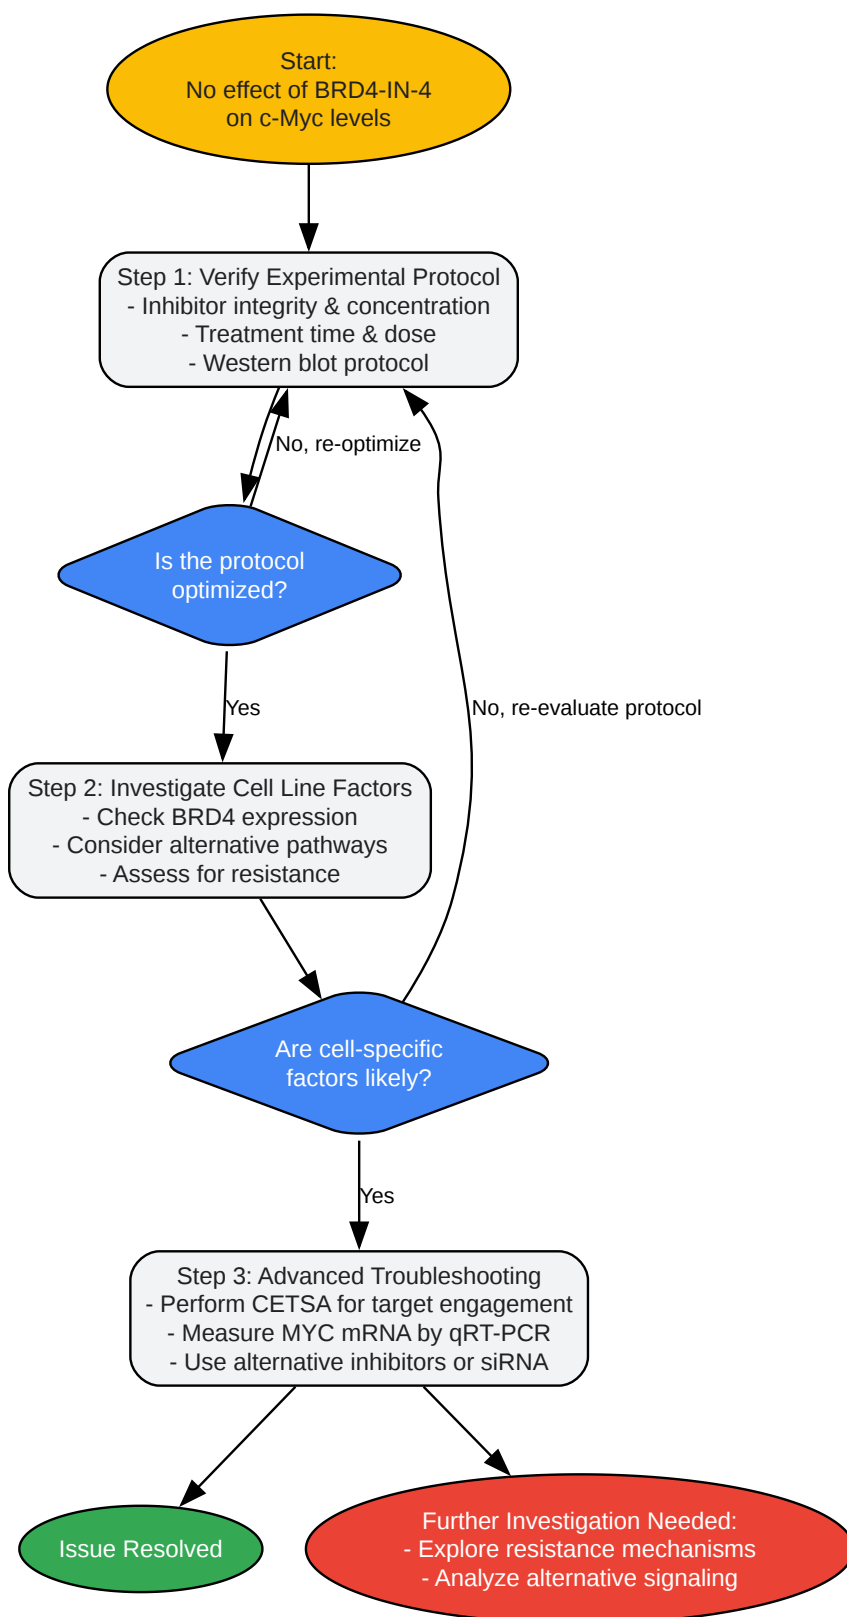 Start:
No effect of BRD4-IN-4
on c-Myc levels
Step 1: Verify Experimental Protocol
- Inhibitor integrity & concentration
- Treatment time & dose
- Western blot protocol
No, re-optimize
Is the protocol
optimized?
Yes
No, re-evaluate protocol
Step 2: Investigate Cell Line Factors
- Check BRD4 expression
- Consider alternative pathways
- Assess for resistance
Are cell-specific
factors likely?
Yes
Step 3: Advanced Troubleshooting
- Perform CETSA for target engagement
- Measure MYC mRNA by qRT-PCR
- Use alternative inhibitors or siRNA
Issue Resolved
Further Investigation Needed:
- Explore resistance mechanisms
- Analyze alternative signaling